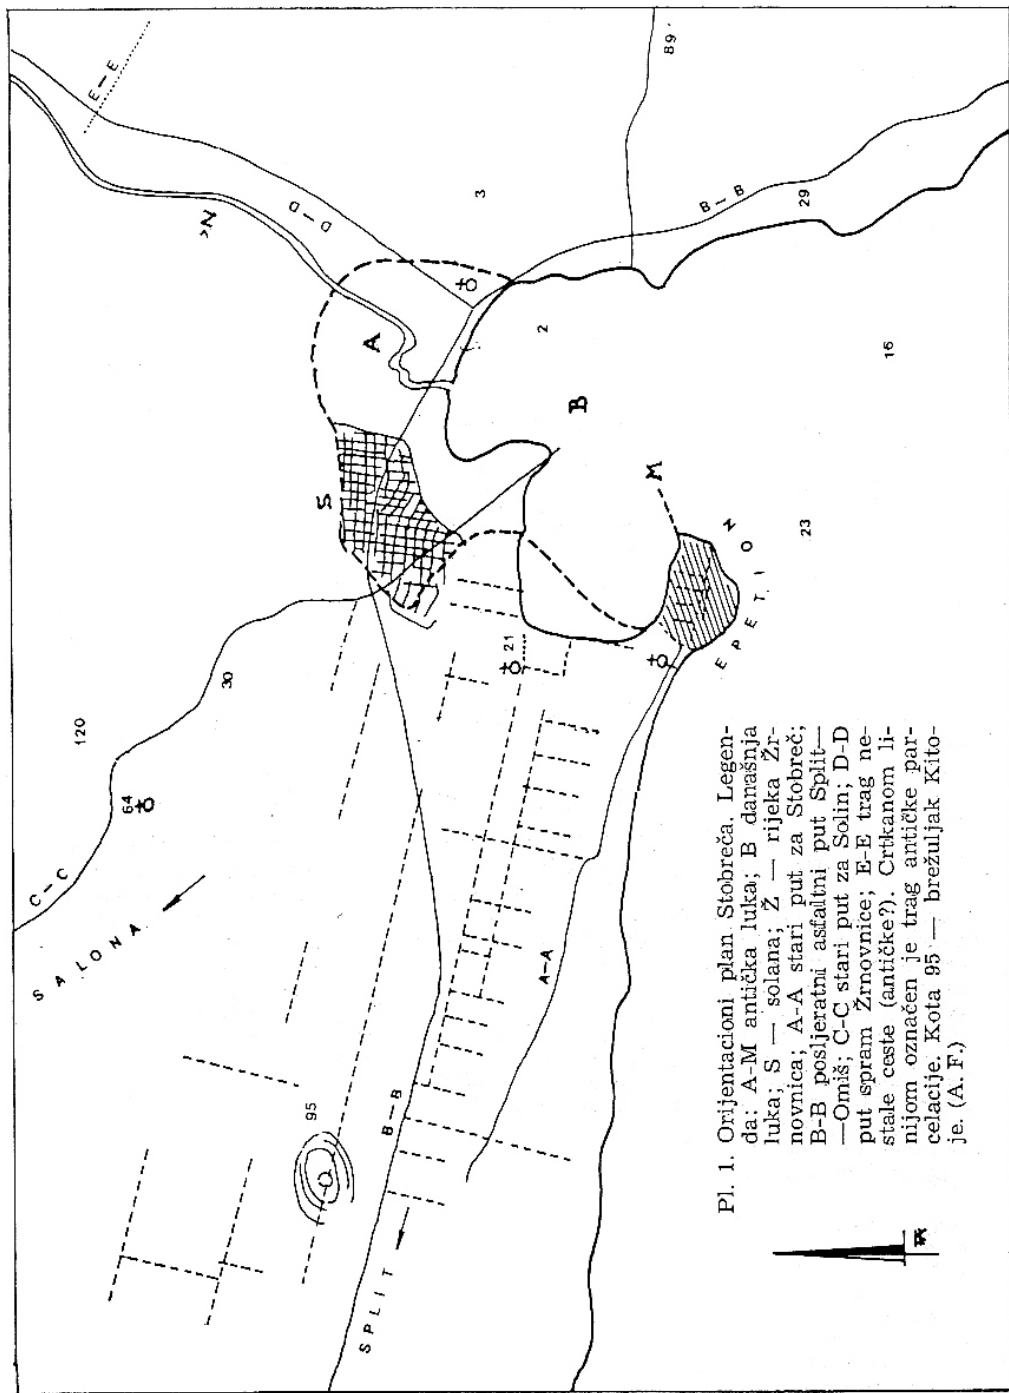 E — E
89
>N
D — D
3
B — B
29
A
2
B
16
S
M
23
EPETION
21
30
120
64
C — C
SALONA
A—A
95
B — B
SPLIT
Pl. 1. Orijentacioni plan Stobreča. Legen-
da: A-M antička luka; B današnja
luka; S — solana; Ž — rijeka Žr-
novnica; A-A stari put za Stobreč;
B-B posljeratni asfaltni put Split—
—Omiš; C-C stari put za Solin; D-D
put spram Žrnovnice; E-E trag ne-
stale ceste (antičke?). Crtkanom li-
nijom označen je trag antičke par-
celacije. Kota 95 — brežuljak Kito-
je. (A. F.)